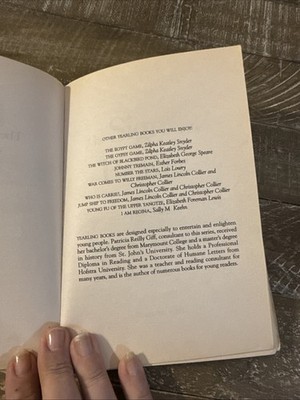 OTHER YEARLING BOOKS YOU WILL ENJOY:
THE EGYPT GAME, Zilpha Keatley Snyder
THE GYPSY GAME, Zilpha Keatley Snyder
THE WITCH OF BLACKBIRD POND, Elizabeth George Speare
JOHNNY TREMAIN, Esther Forbes
NUMBER THE STARS, Lois Lowry
WAR COMES TO WILLY FREEMAN, James Lincoln Collier and
Christopher Collier
WHO IS CARRIE?, James Lincoln Collier and Christopher Collier
JUMP SHIP TO FREEDOM, James Lincoln Collier and Christopher Collier
YOUNG FU OF THE UPPER YANGTZE, Elizabeth Foreman Lewis
I AM REGINA, Sally M. Keehn
YEARLING BOOKS are designed especially to entertain and enlighten
young people. Patricia Reilly Giff, consultant to this series, received
her bachelor's degree from Marymount College and a master's degree
in history from St. John's University. She holds a Professional
Diploma in Reading and a Doctorate of Humane Letters from
Hofstra University. She was a teacher and reading consultant for
many years, and is the author of numerous books for young readers.